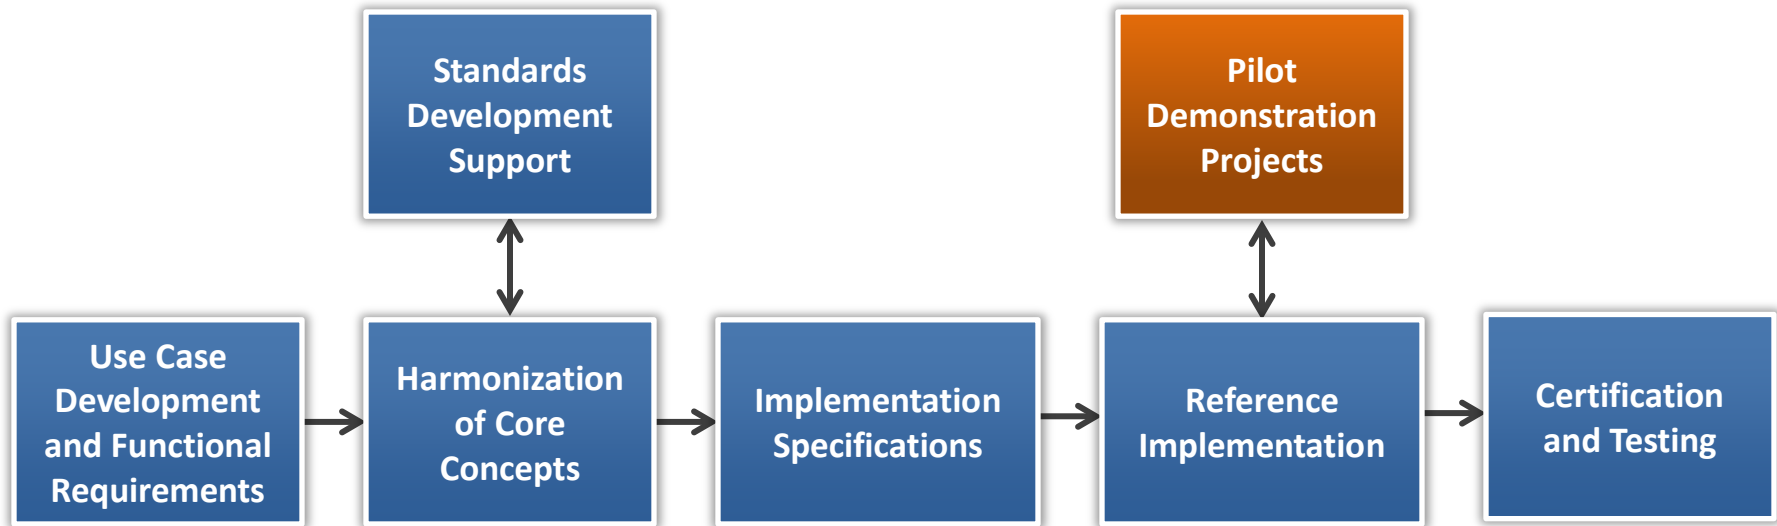 Standards
Development
Support
Pilot
Demonstration
Projects
Use Case
Development
and Functional
Requirements
Harmonization
of Core
Concepts
Implementation
Specifications
Reference
Implementation
Certification
and Testing